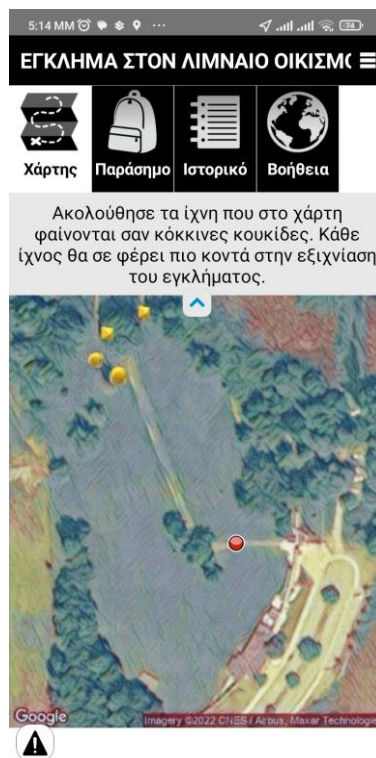 5:14 MM
74
ΕΓΚΛΗΜΑ ΣΤΟΝ ΛΙΜΝΑΙΟ ΟΙΚΙΣΜ(
Χάρτης Παράσημο Ιστορικό Βοήθεια
Ακολούθησε τα ίχνη που στο χάρτη
φαίνονται σαν κόκκινες κουκίδες. Κάθε
ίχνος θα σε φέρει πιο κοντά στην εξιχνίαση
του εγκλήματος.
Google
Imagery ©2022 CNES / Airbus, Maxar Technologie